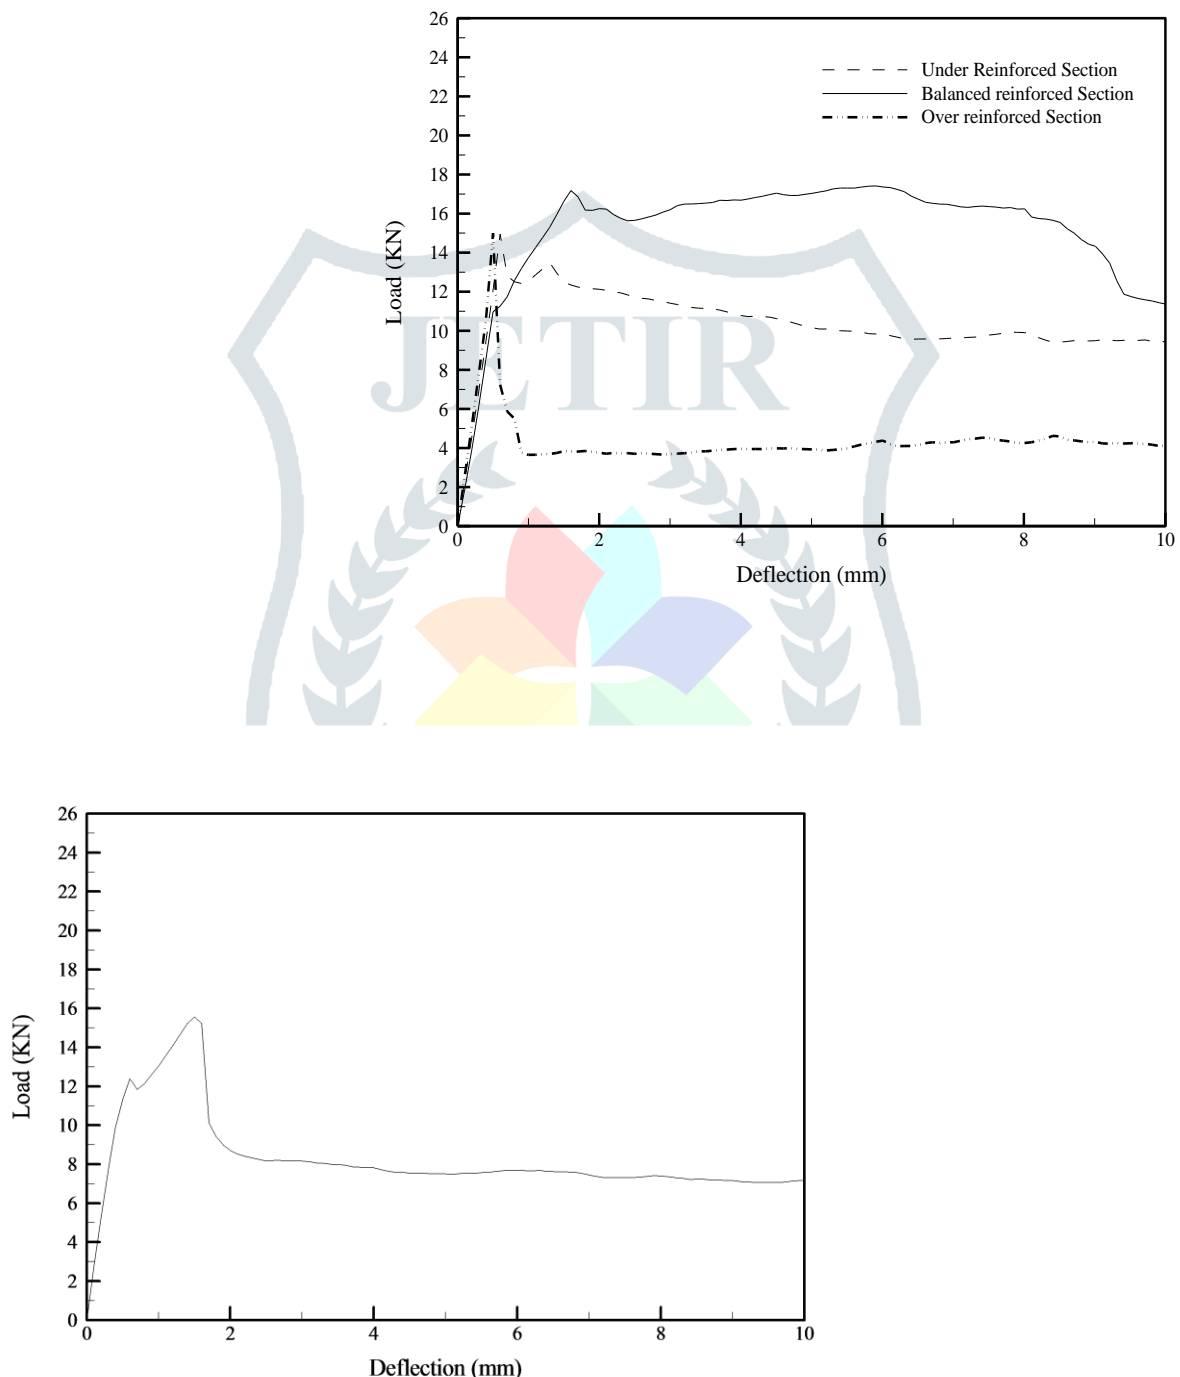 26
24
22
20
18
16
14
12
10
8
6
4
2
0
Load (KN)
Under Reinforced Section
Balanced reinforced Section
Over reinforced Section
JETIR
0 2 4 6 8 10
Deflection (mm)
26
24
22
20
18
16
14
12
10
8
6
4
2
0
Load (KN)
0 2 4 6 8 10
Deflection (mm)